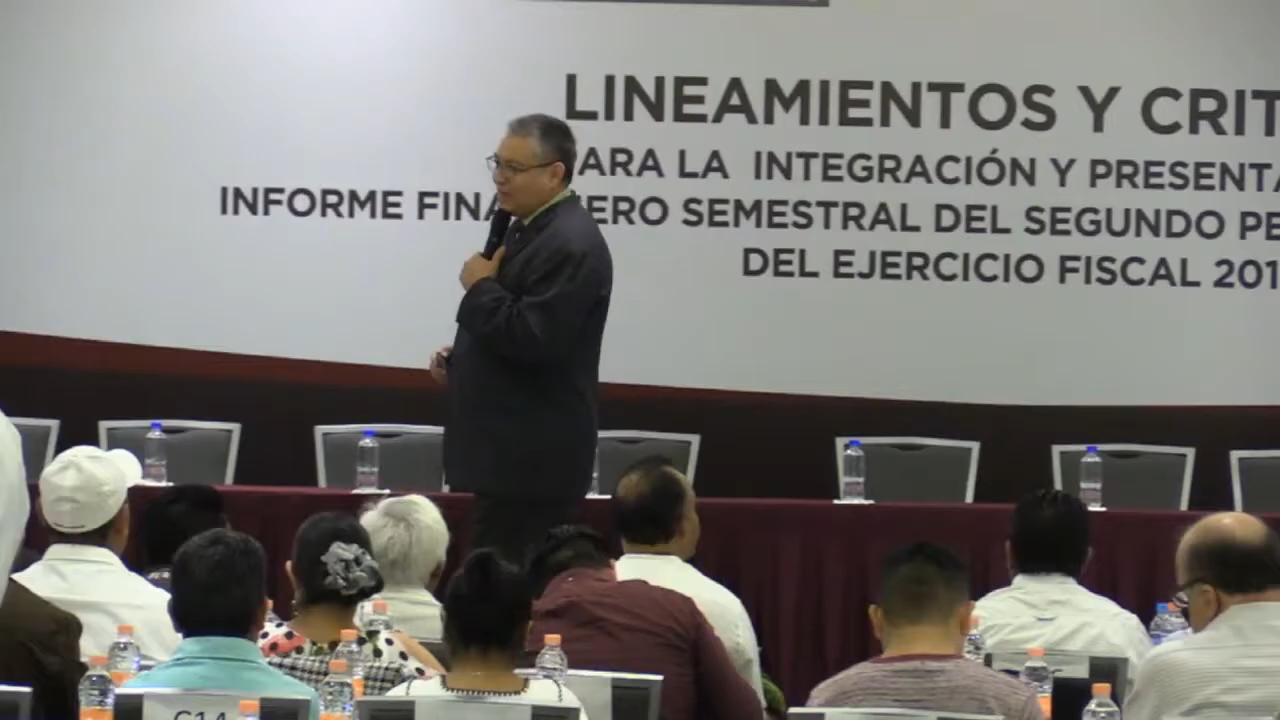 LINEAMIENTOS Y CRIT
ARA LA INTEGRACIÓN Y PRESENTA
INFORME FINA ERO SEMESTRAL DEL SEGUNDO PE
DEL EJERCICIO FISCAL 201